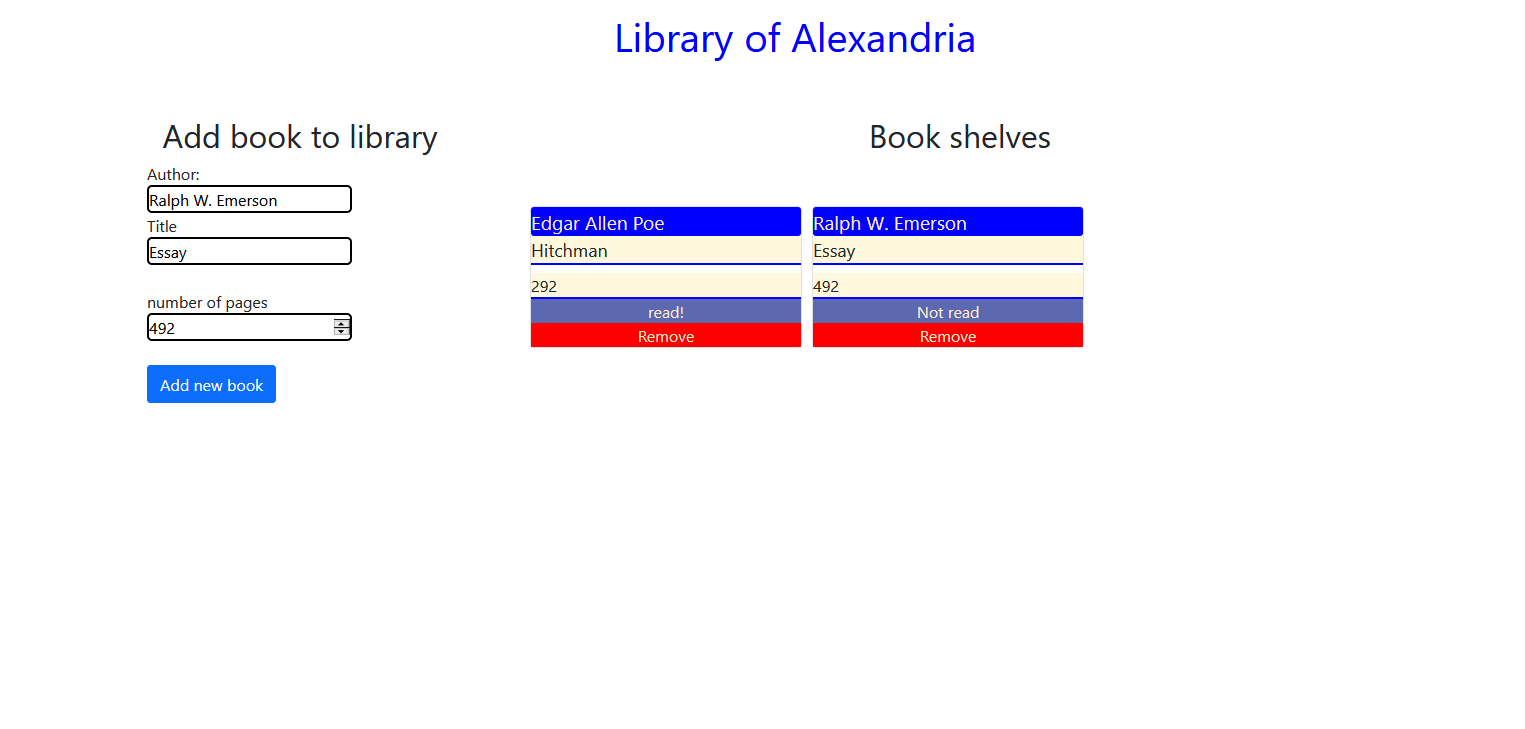 Library of Alexandria
Add book to library
Author:
Ralph W. Emerson
Title
Essay
number of pages
492
Add new book
Book shelves
Edgar Allen Poe
Hitchman
292
read!
Remove
Ralph W. Emerson
Essay
492
Not read
Remove